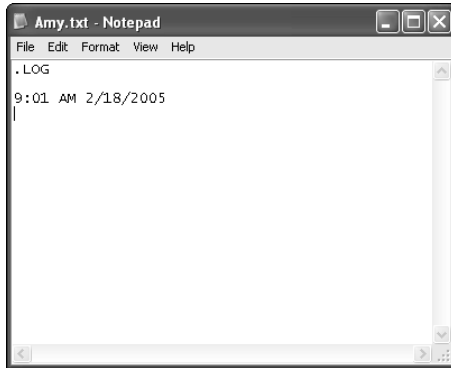 Amy.txt - Notepad
File Edit Format View Help
.LOG
9:01 AM 2/18/2005